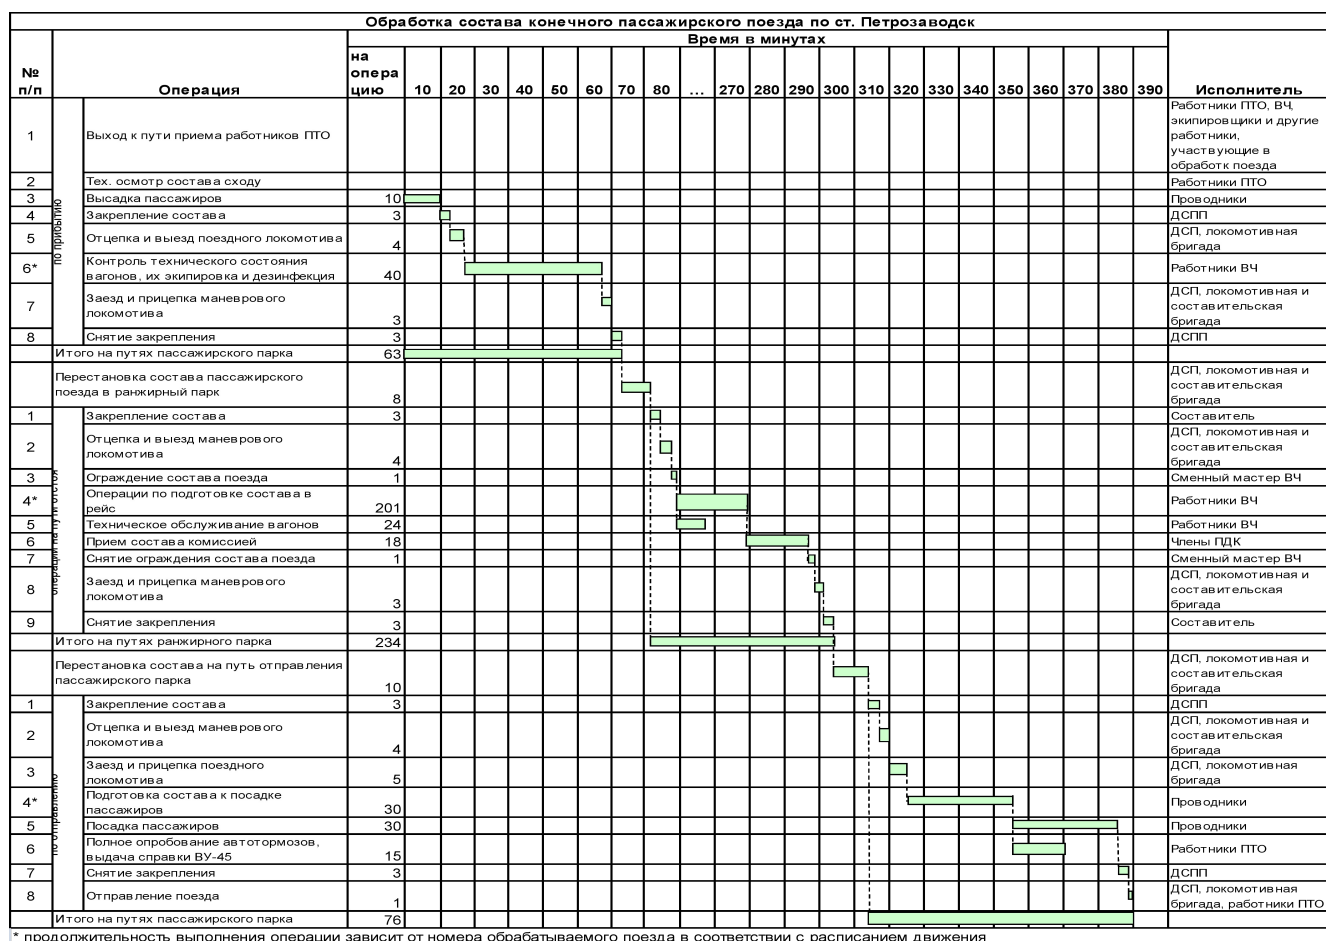 Обработка состава конечного пассажирского поезда по ст. Петрозаводск
Время в минутах
№
п/п
Операция
на
опера
цию
10 20 30 40 50 60 70 80 ... 270 280 290 300 310 320 330 340 350 360 370 380 390
Исполнитель
по прибытию
1 Выход к пути приема работников ПТО
Работники ПТО, ВЧ,
экипировщики и другие
работники,
участвующие в
обработк поезда
2 Тех. осмотр состава сходу Работники ПТО
3 Высадка пассажиров 10 Проводники
4 Закрепление состава 3 ДСПП
5 Отцепка и выезд поездного локомотива 4
ДСП, локомотивная
бригада
6* Контроль технического состояния
вагонов, их экипировка и дезинфекция 40 Работники ВЧ
7 Заезд и прицепка маневрового
локомотива 3
ДСП, локомотивная и
составительская
бригада
8 Снятие закрепления 3 ДСПП
Итого на путях пассажирского парка 63
Перестановка состава пассажирского
поезда в ранжирный парк 8
ДСП, локомотивная и
составительская
бригада
операции на пути отстоя
1 Закрепление состава 3 Составитель
2 Отцепка и выезд маневрового
локомотива 4
ДСП, локомотивная и
составительская
бригада
3 Ограждение состава поезда 1 Сменный мастер ВЧ
4* Операции по подготовке состава в
рейс 201 Работники ВЧ
5 Техническое обслуживание вагонов 24 Работники ВЧ
6 Прием состава комиссией 18 Члены ПДК
7 Снятие ограждения состава поезда 1 Сменный мастер ВЧ
8 Заезд и прицепка маневрового
локомотива 3
ДСП, локомотивная и
составительская
бригада
9 Снятие закрепления 3 Составитель
Итого на путях ранжирного парка 234
Перестановка состава на путь отправления
пассажирского парка 10
ДСП, локомотивная и
составительская
бригада
по отправлению
1 Закрепление состава 3 ДСПП
2 Отцепка и выезд маневрового
локомотива 4
ДСП, локомотивная и
составительская
бригада
3 Заезд и прицепка поездного
локомотива 5
ДСП, локомотивная
бригада
4* Подготовка состава к посадке
пассажиров 30 Проводники
5 Посадка пассажиров 30 Проводники
6 Полное опробование автотормозов,
выдача справки ВУ-45 15 Работники ПТО
7 Снятие закрепления 3 ДСПП
8 Отправление поезда 1
ДСП, локомотивная
бригада, работники ПТО
Итого на путях пассажирского парка 76
* продолжительность выполнения операции зависит от номера обрабатываемого поезда в соответствии с расписанием движения